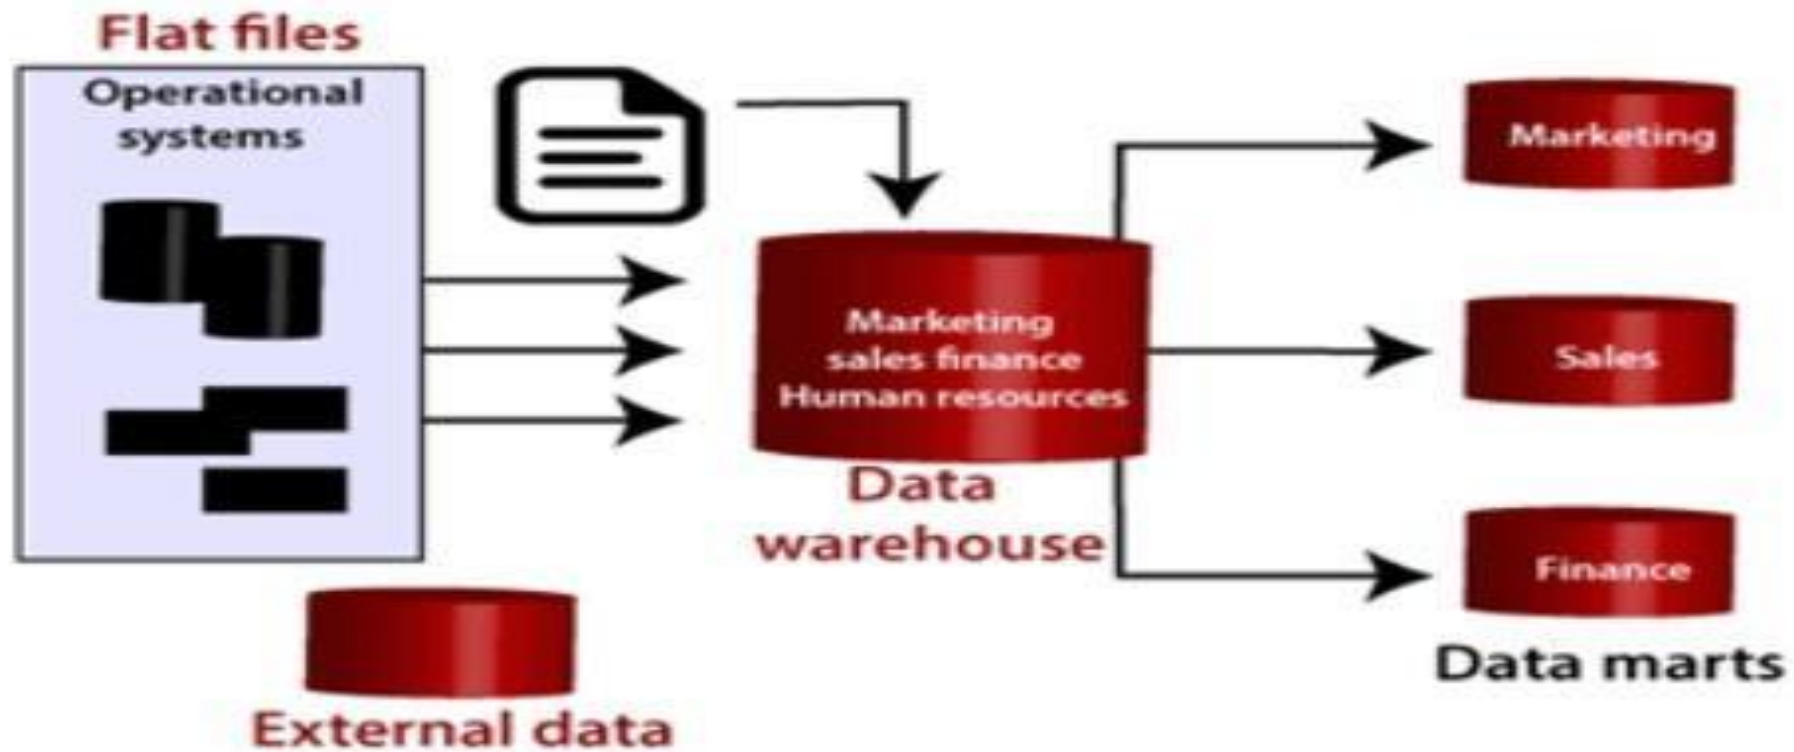 Flat files
Operational
systems
Marketing
sales finance
Human resources
Data
warehouse
External data
Marketing
Sales
Finance
Data marts